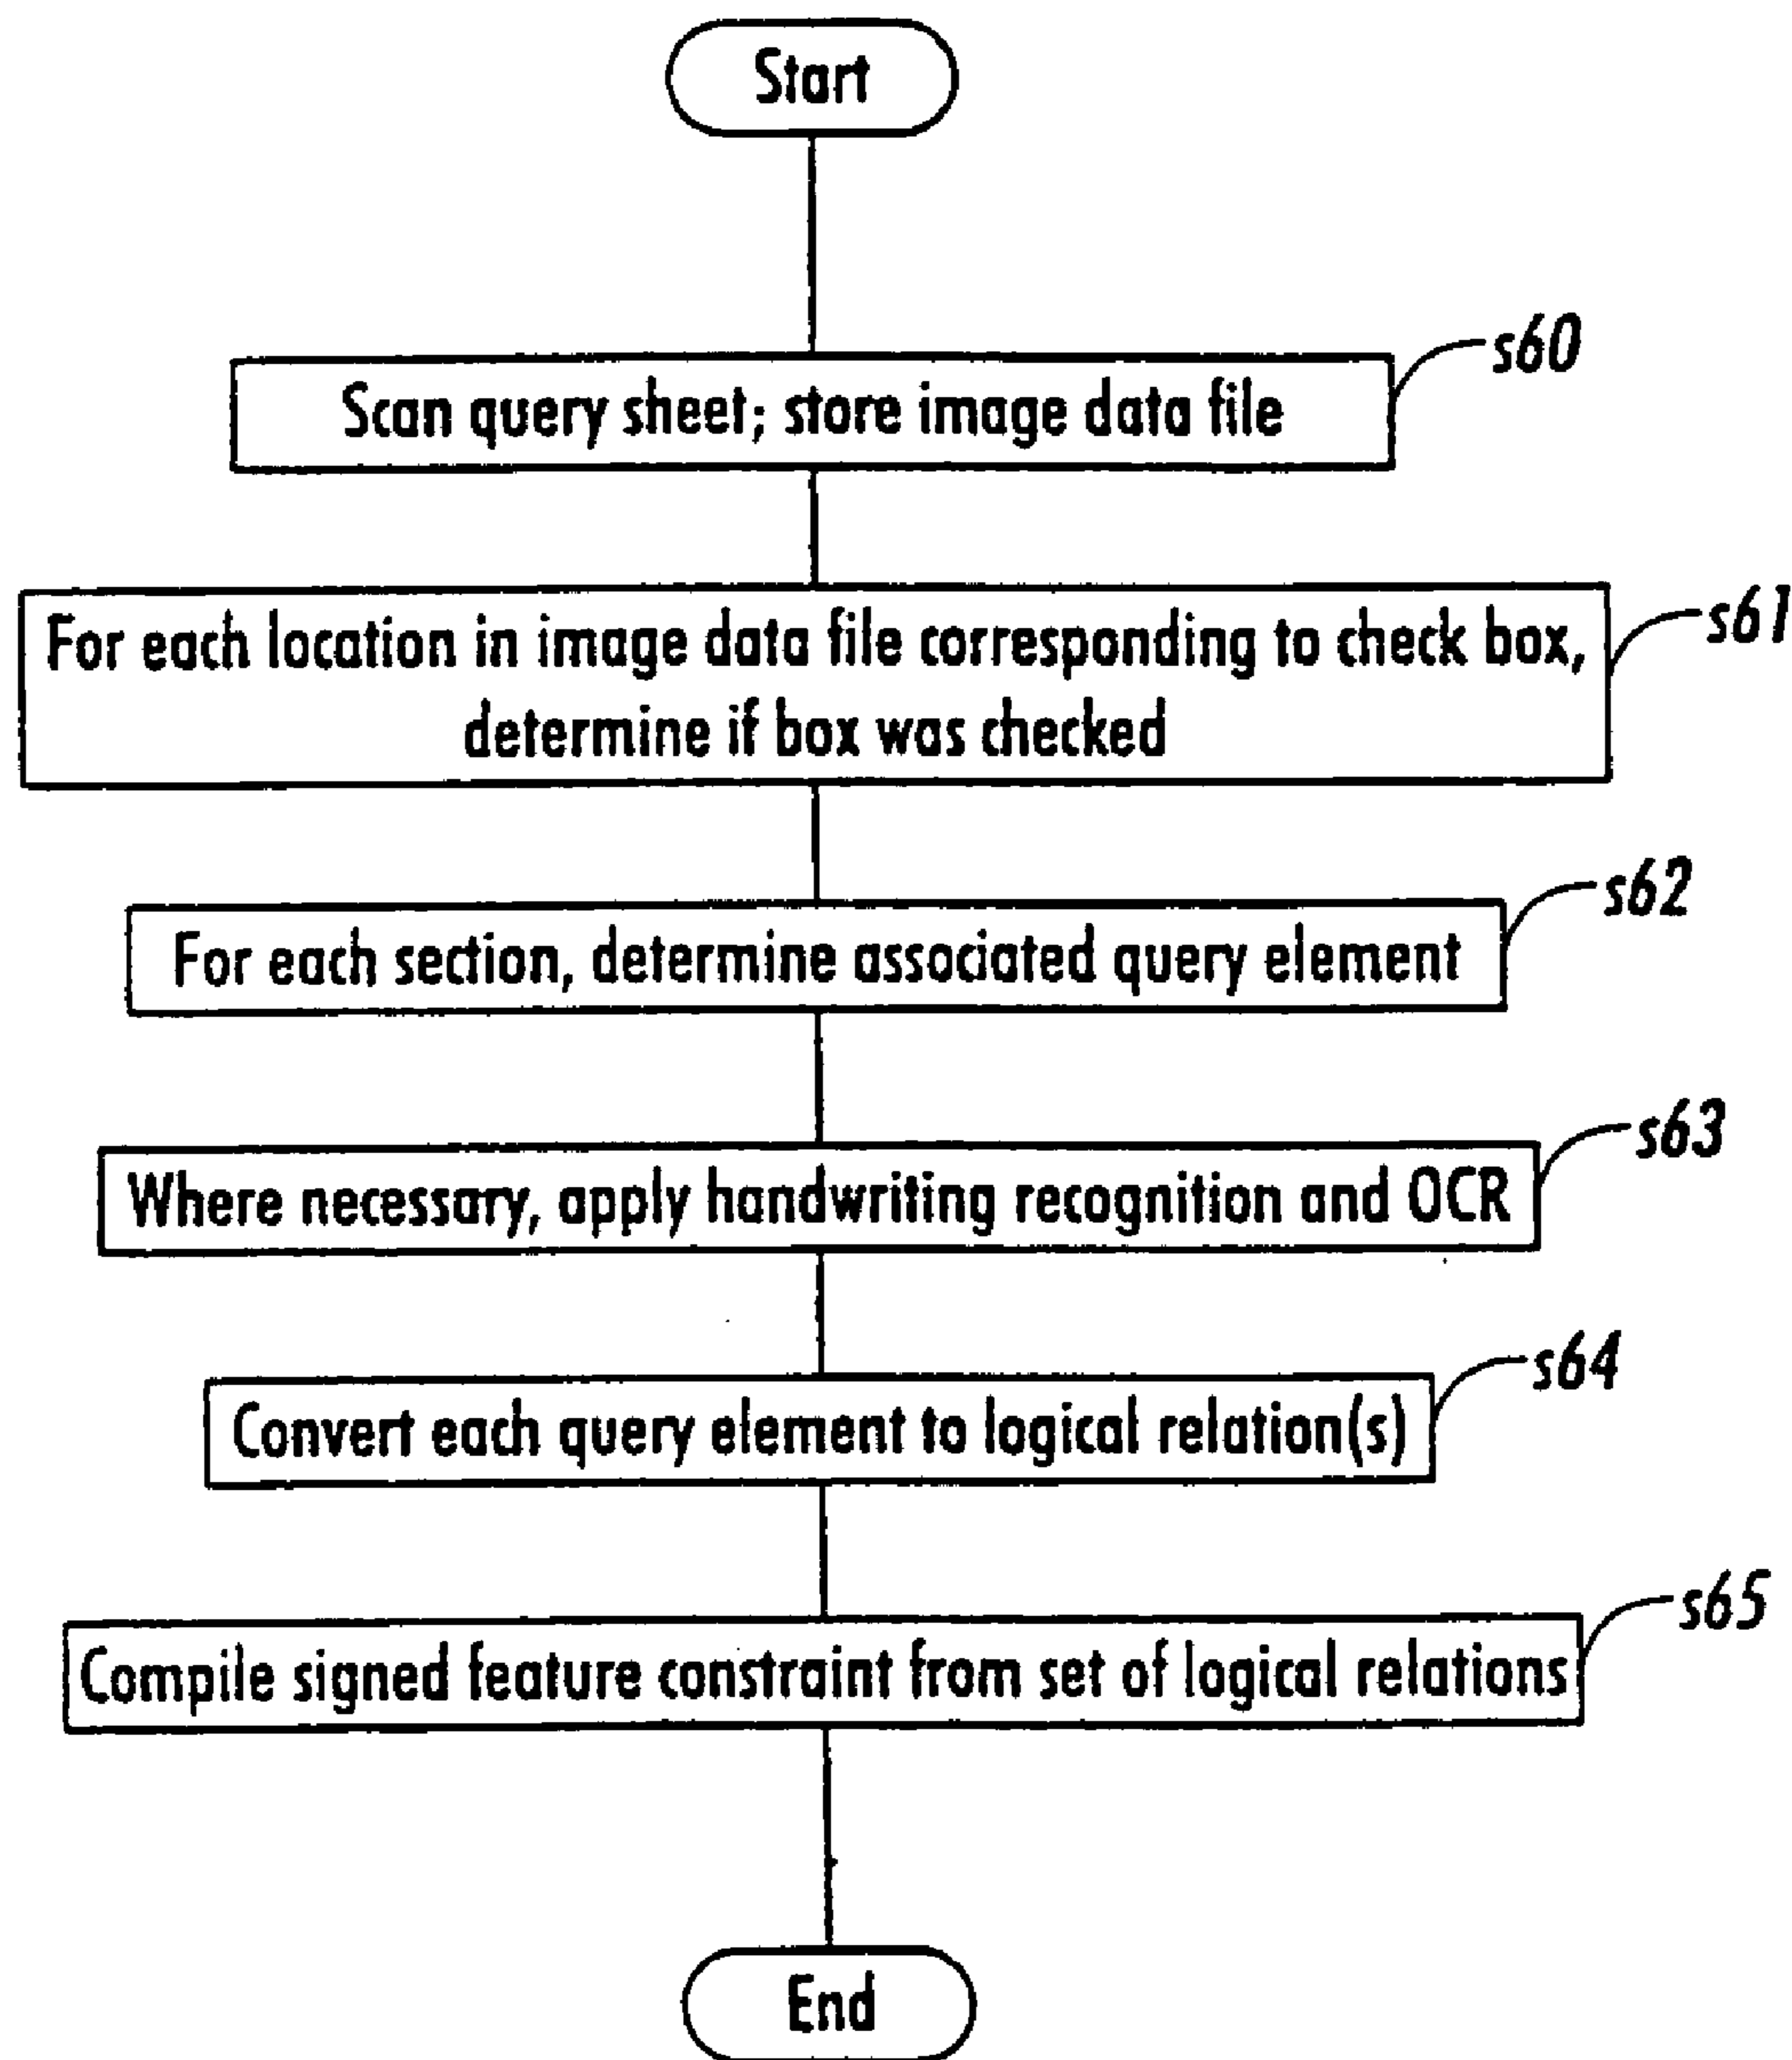 Start
s60
Scan query sheet; store image data file
s61
For each location in image data file corresponding to check box,
determine if box was checked
s62
For each section, determine associated query element
s63
Where necessary, apply handwriting recognition and OCR
s64
Convert each query element to logical relation(s)
s65
Compile signed feature constraint from set of logical relations
End